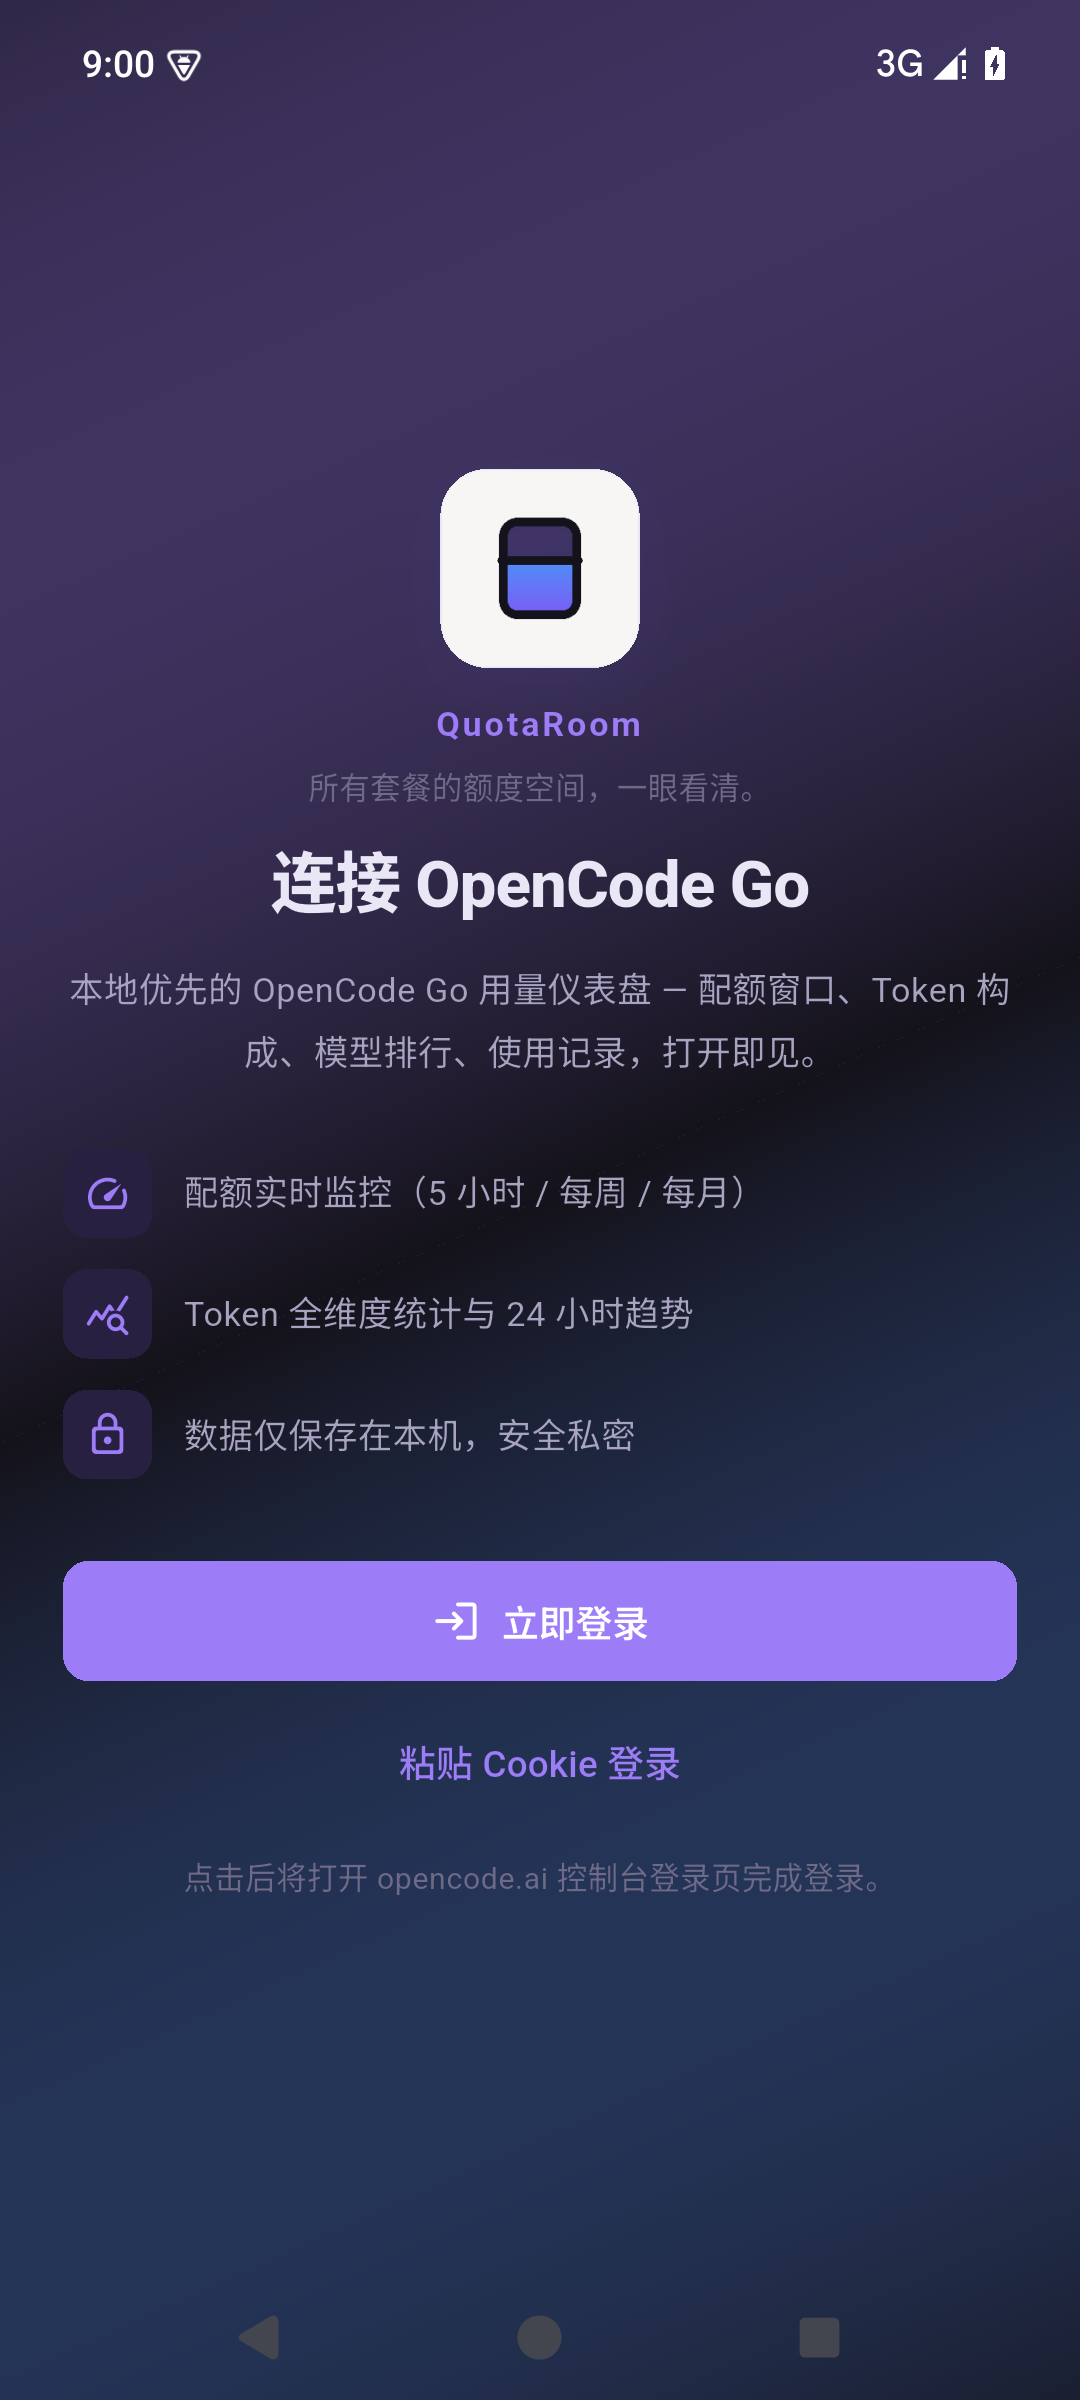 9:00
3G
QuotaRoom
所有套餐的额度空间，一眼看清。
连接 OpenCode Go
本地优先的 OpenCode Go 用量仪表盘 — 配额窗口、Token 构
成、模型排行、使用记录，打开即见。
配额实时监控（5 小时 / 每周 / 每月）
Token 全维度统计与 24 小时趋势
数据仅保存在本机，安全私密
立即登录
粘贴 Cookie 登录
点击后将打开 opencode.ai 控制台登录页完成登录。